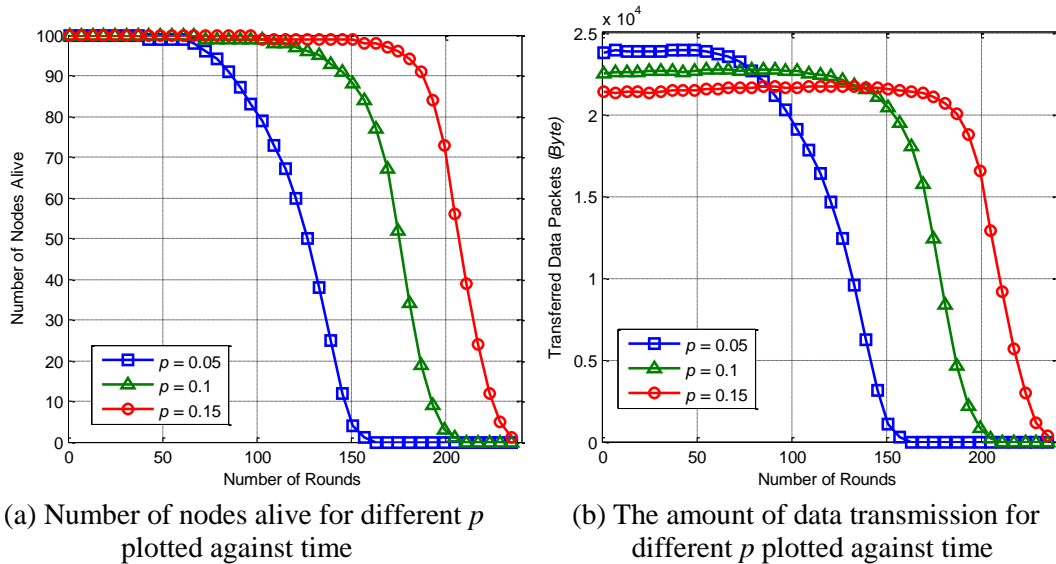 100
90
80
70
60
50
40
30
20
10
0
Number of Nodes Alive
p = 0.05
p = 0.1
p = 0.15
0 50 100 150 200
Number of Rounds
(a) Number of nodes alive for different p
plotted against time
x 10^4
2.5
2
1.5
1
0.5
0
Transferred Data Packets (Byte)
p = 0.05
p = 0.1
p = 0.15
0 50 100 150 200
Number of Rounds
(b) The amount of data transmission for
different p plotted against time